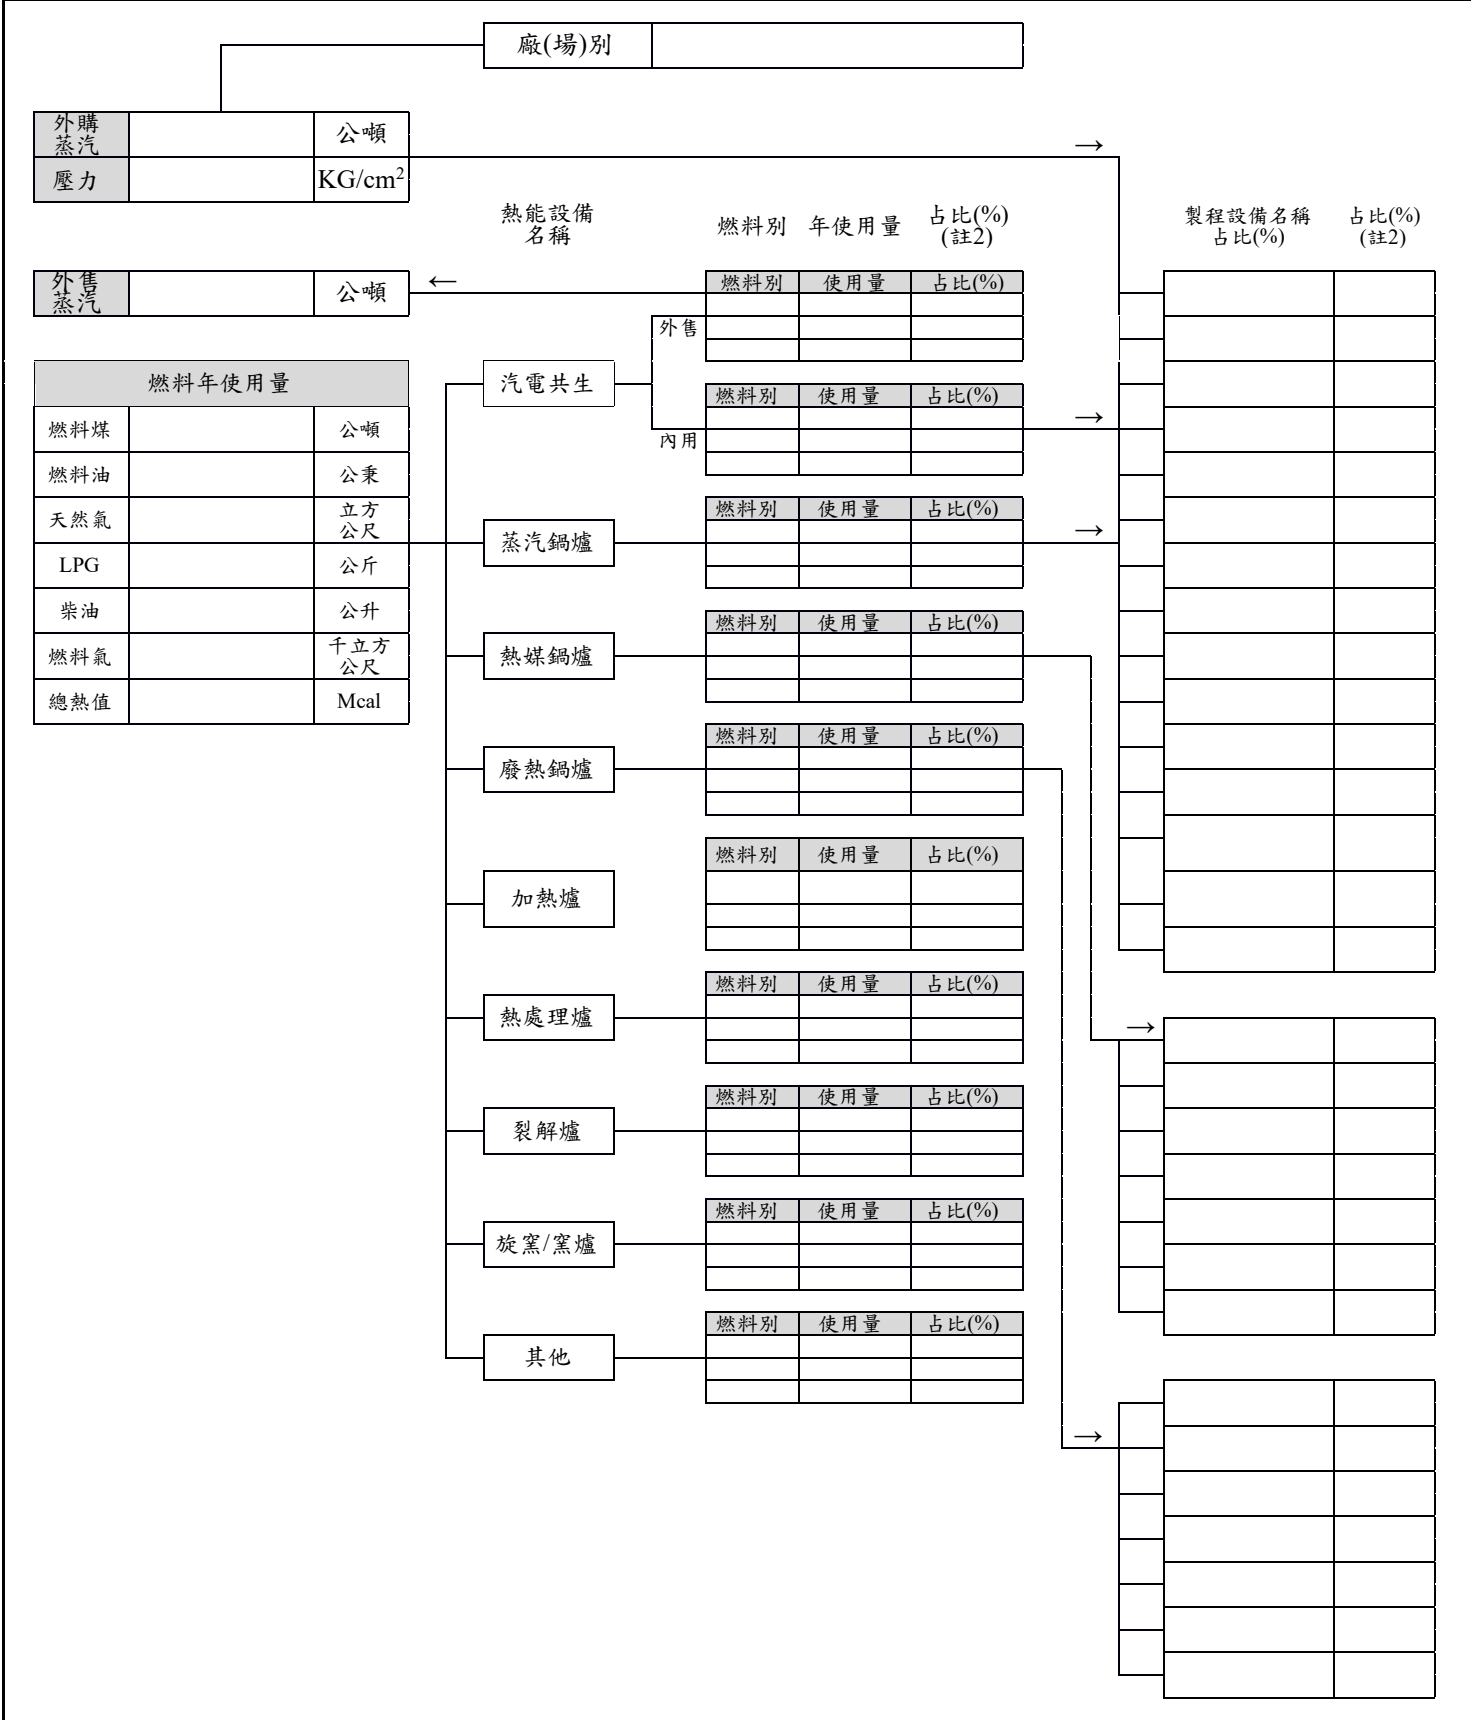 廠(場)別
外購
蒸汽
公噸
→
壓力
KG/cm²
熱能設備
名稱
燃料別
年使用量
占比(%)
(註2)
製程設備名稱
占比(%)
占比(%)
(註2)
外售
蒸汽
公噸
←
燃料別 使用量 占比(%)
外售
燃料年使用量
汽電共生
燃料別 使用量 占比(%)
→
內用
燃料煤 公噸
燃料油 公秉
天然氣 立方
公尺
LPG 公斤
柴油 公升
燃料氣 千立方
公尺
總熱值 Mcal
燃料別 使用量 占比(%)
蒸汽鍋爐
→
燃料別 使用量 占比(%)
熱媒鍋爐
燃料別 使用量 占比(%)
廢熱鍋爐
燃料別 使用量 占比(%)
加熱爐
燃料別 使用量 占比(%)
熱處理爐
→
燃料別 使用量 占比(%)
裂解爐
燃料別 使用量 占比(%)
旋窯/窯爐
燃料別 使用量 占比(%)
其他
→